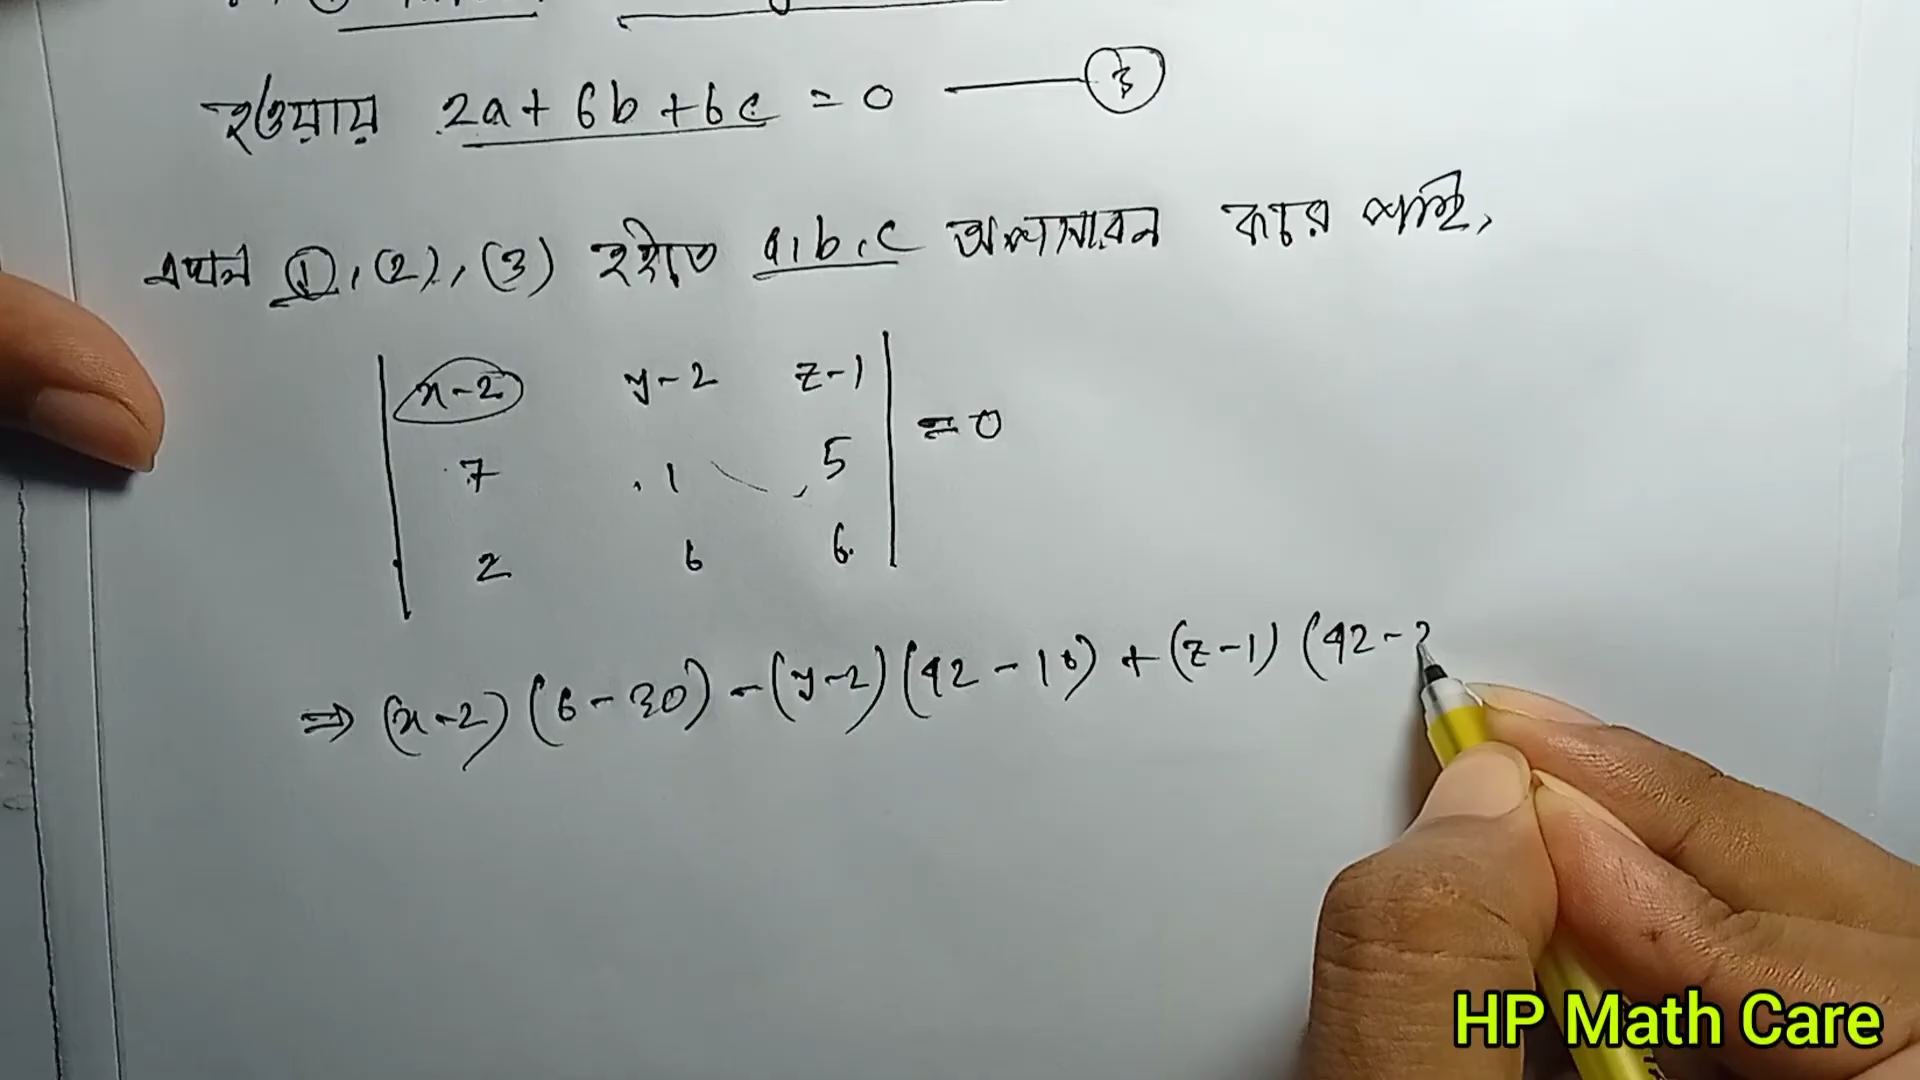 হওয়ায় 2a + 6b + 6c = 0 —— 3
এখন ①, (2), (3) হইতে a, b, c অপসারন করে পাই,
| x-2 y-2 z-1 |
| 7 1 5 | = 0
| 2 6 6 |
⇒ (x-2) (6-30) - (y-2) (42-10) + (z-1) (42-2
HP Math Care